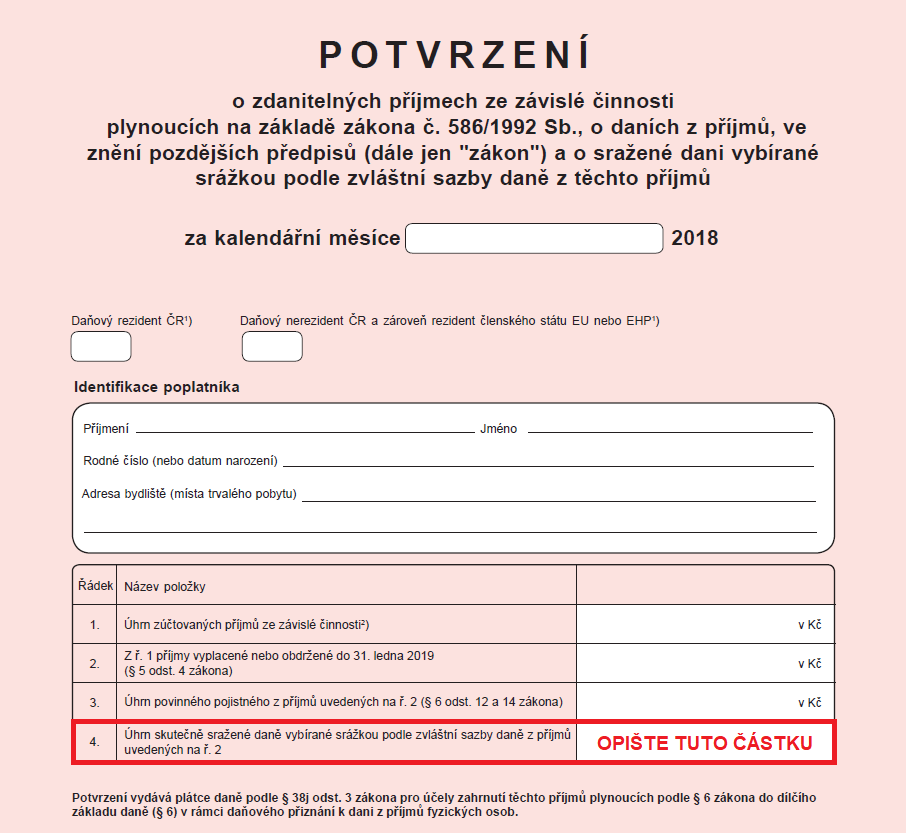 POTVRZENÍ
o zdanitelných příjmech ze závislé činnosti
plynoucích na základě zákona č. 586/1992 Sb., o daních z příjmů, ve
znění pozdějších předpisů (dále jen "zákon") a o sražené dani vybírané
srážkou podle zvláštní sazby daně z těchto příjmů
za kalendářní měsíce 2018
Daňový rezident ČR¹) Daňový nerezident ČR a zároveň rezident členského státu EU nebo EHP¹)
Identifikace poplatníka
Příjmení Jméno
Rodné číslo (nebo datum narození)
Adresa bydliště (místa trvalého pobytu)
Řádek Název položky
1. Úhrn zúčtovaných příjmů ze závislé činnosti²) v Kč
2. Z ř. 1 příjmy vyplacené nebo obdržené do 31. ledna 2019
(§ 5 odst. 4 zákona) v Kč
3. Úhrn povinného pojistného z příjmů uvedených na ř. 2 (§ 6 odst. 12 a 14 zákona) v Kč
4. Úhrn skutečně sražené daně vybírané srážkou podle zvláštní sazby daně z příjmů
uvedených na ř. 2 OPIŠTE TUTO ČÁSTKU
Potvrzení vydává plátce daně podle § 38j odst. 3 zákona pro účely zahrnutí těchto příjmů plynoucích podle § 6 zákona do dílčího
základu daně (§ 6) v rámci daňového přiznání k dani z příjmů fyzických osob.